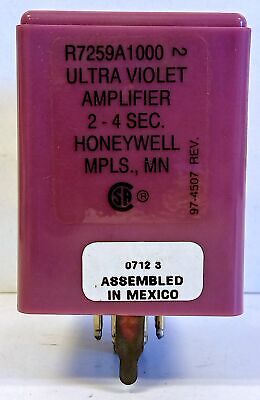 R7259A1000 2
ULTRA VIOLET
AMPLIFIER
2 - 4 SEC.
HONEYWELL
MPLS., MN
97-4507 REV.
SA ®
0712 3
ASSEMBLED
IN MEXICO